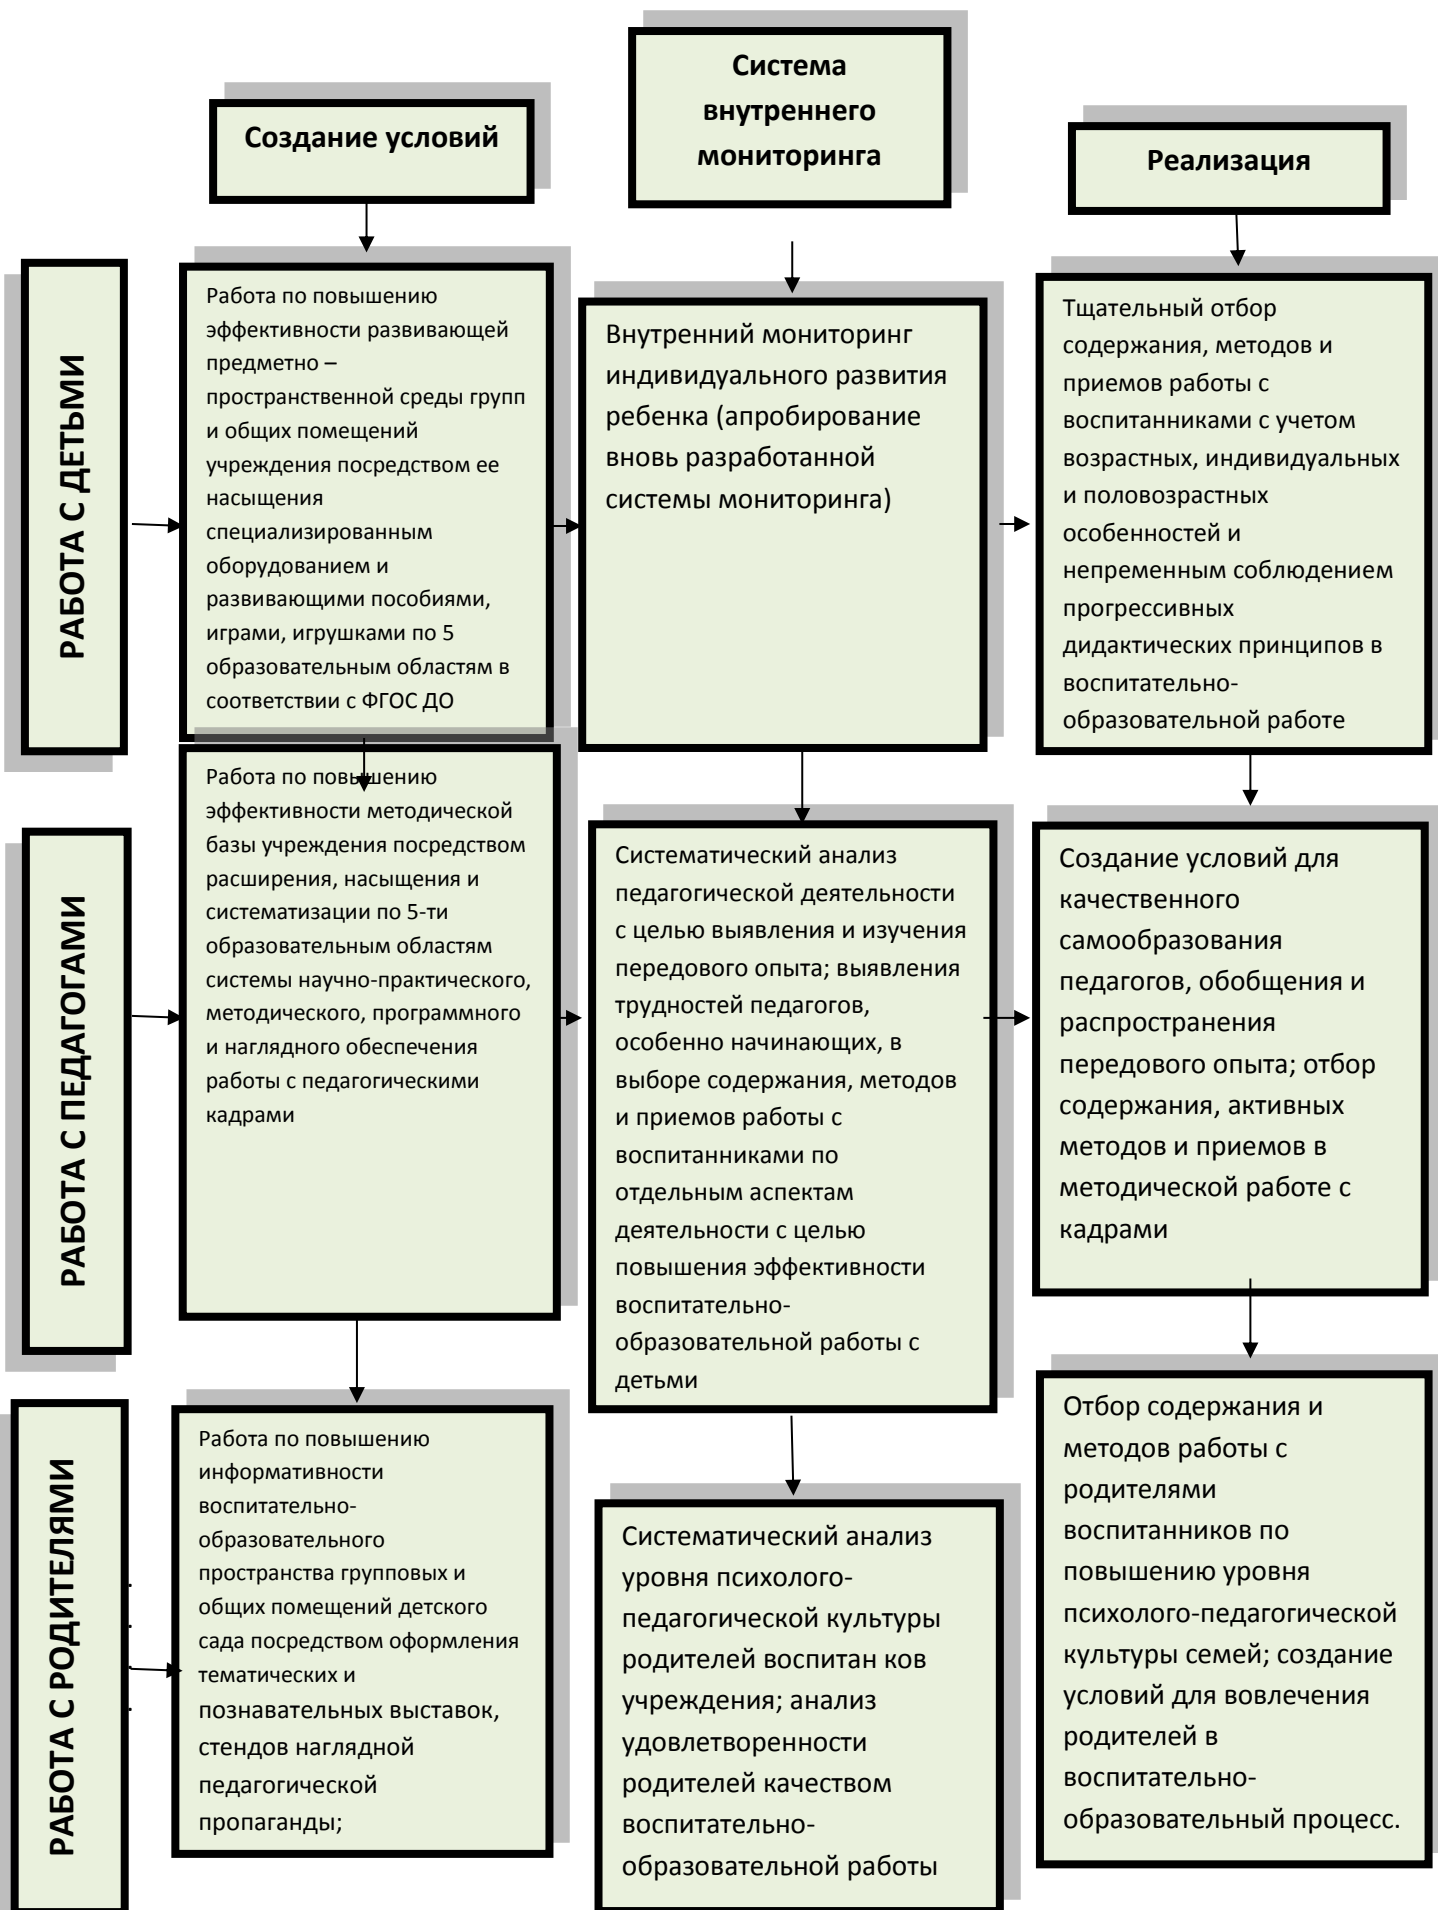 Создание условий
Система
внутреннего
мониторинга
Реализация
РАБОТА С ДЕТЬМИ
Работа по повышению
эффективности развивающей
предметно –
пространственной среды групп
и общих помещений
учреждения посредством ее
насыщения
специализированным
оборудованием и
развивающими пособиями,
играми, игрушками по 5
образовательным областям в
соответствии с ФГОС ДО
Внутренний мониторинг
индивидуального развития
ребенка (апробирование
вновь разработанной
системы мониторинга)
Тщательный отбор
содержания, методов и
приемов работы с
воспитанниками с учетом
возрастных, индивидуальных
и половозрастных
особенностей и
непременным соблюдением
прогрессивных
дидактических принципов в
воспитательно-
образовательной работе
РАБОТА С ПЕДАГОГАМИ
Работа по повышению
эффективности методической
базы учреждения посредством
расширения, насыщения и
систематизации по 5-ти
образовательным областям
системы научно-практического,
методического, программного
и наглядного обеспечения
работы с педагогическими
кадрами
Систематический анализ
педагогической деятельности
с целью выявления и изучения
передового опыта; выявления
трудностей педагогов,
особенно начинающих, в
выборе содержания, методов
и приемов работы с
воспитанниками по
отдельным аспектам
деятельности с целью
повышения эффективности
воспитательно-
образовательной работы с
детьми
Создание условий для
качественного
самообразования
педагогов, обобщения и
распространения
передового опыта; отбор
содержания, активных
методов и приемов в
методической работе с
кадрами
РАБОТА С РОДИТЕЛЯМИ
Работа по повышению
информативности
воспитательно-
образовательного
пространства групповых и
общих помещений детского
сада посредством оформления
тематических и
познавательных выставок,
стендов наглядной
педагогической
пропаганды;
Систематический анализ
уровня психолого-
педагогической культуры
родителей воспитан ков
учреждения; анализ
удовлетворенности
родителей качеством
воспитательно-
образовательной работы
Отбор содержания и
методов работы с
родителями
воспитанников по
повышению уровня
психолого-педагогической
культуры семей; создание
условий для вовлечения
родителей в
воспитательно-
образовательный процесс.